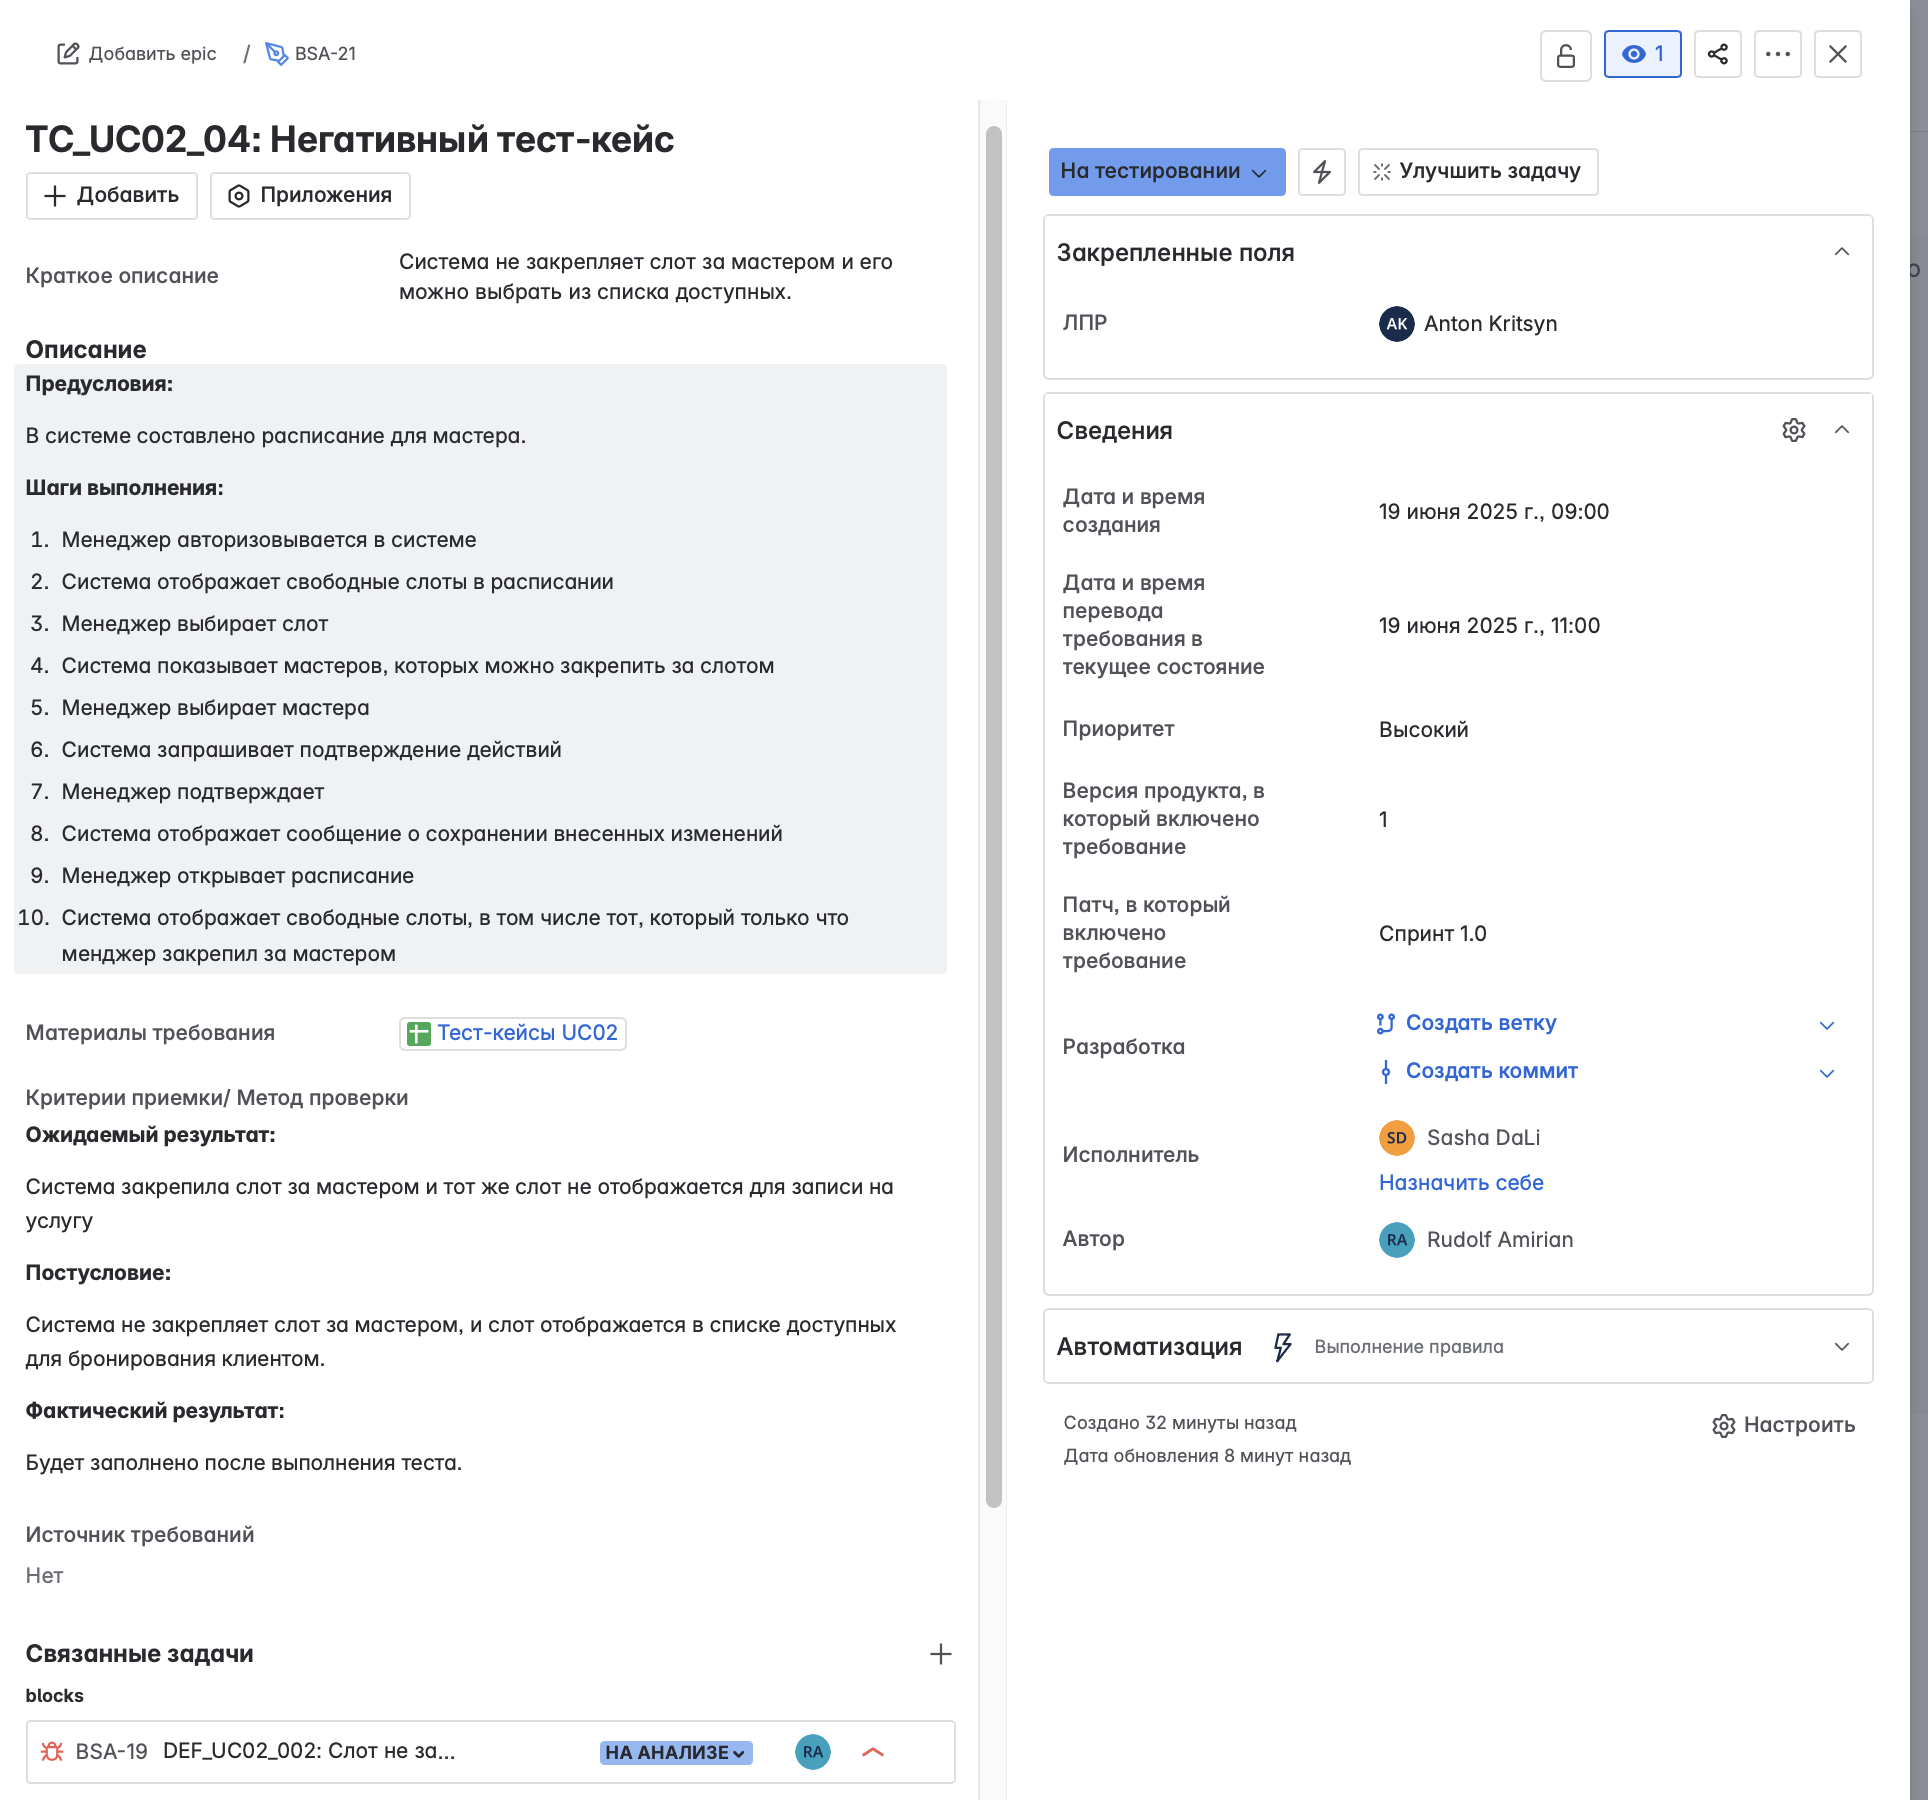 Добавить epic / BSA-21
1
TC_UC02_04: Негативный тест-кейс
Добавить
Приложения
Краткое описание
Система не закрепляет слот за мастером и его
можно выбрать из списка доступных.
Описание
Предусловия:
В системе составлено расписание для мастера.
Шаги выполнения:
1. Менеджер авторизовывается в системе
2. Система отображает свободные слоты в расписании
3. Менеджер выбирает слот
4. Система показывает мастеров, которых можно закрепить за слотом
5. Менеджер выбирает мастера
6. Система запрашивает подтверждение действий
7. Менеджер подтверждает
8. Система отображает сообщение о сохранении внесенных изменений
9. Менеджер открывает расписание
10. Система отображает свободные слоты, в том числе тот, который только что
менджер закрепил за мастером
Материалы требования
Тест-кейсы UC02
Критерии приемки/ Метод проверки
Ожидаемый результат:
Система закрепила слот за мастером и тот же слот не отображается для записи на
услугу
Постусловие:
Система не закрепляет слот за мастером, и слот отображается в списке доступных
для бронирования клиентом.
Фактический результат:
Будет заполнено после выполнения теста.
Источник требований
Нет
Связанные задачи
blocks
BSA-19 DEF_UC02_002: Слот не за... НА АНАЛИЗЕ RA
На тестировании
Улучшить задачу
Закрепленные поля
ЛПР
AK Anton Kritsyn
Сведения
Дата и время
создания
19 июня 2025 г., 09:00
Дата и время
перевода
требования в
текущее состояние
19 июня 2025 г., 11:00
Приоритет
Высокий
Версия продукта, в
который включено
требование
1
Патч, в который
включено
требование
Спринт 1.0
Разработка
Создать ветку
Создать коммит
Исполнитель
SD Sasha DaLi
Назначить себе
Автор
RA Rudolf Amirian
Автоматизация
Выполнение правила
Создано 32 минуты назад
Дата обновления 8 минут назад
Настроить